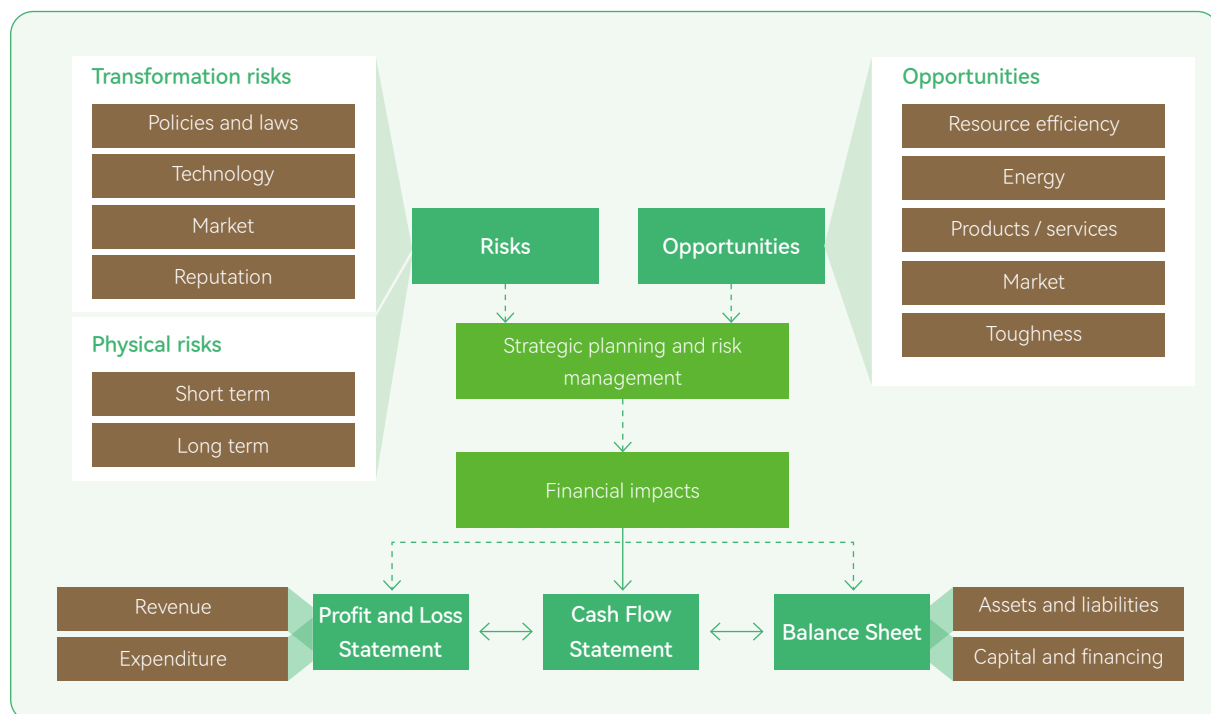 Transformation risks
Policies and laws
Technology
Market
Reputation
Physical risks
Short term
Long term
Risks
Opportunities
Opportunities
Resource efficiency
Energy
Products / services
Market
Toughness
Strategic planning and risk
management
Financial impacts
Revenue
Expenditure
Profit and Loss
Statement
Cash Flow
Statement
Balance Sheet
Assets and liabilities
Capital and financing